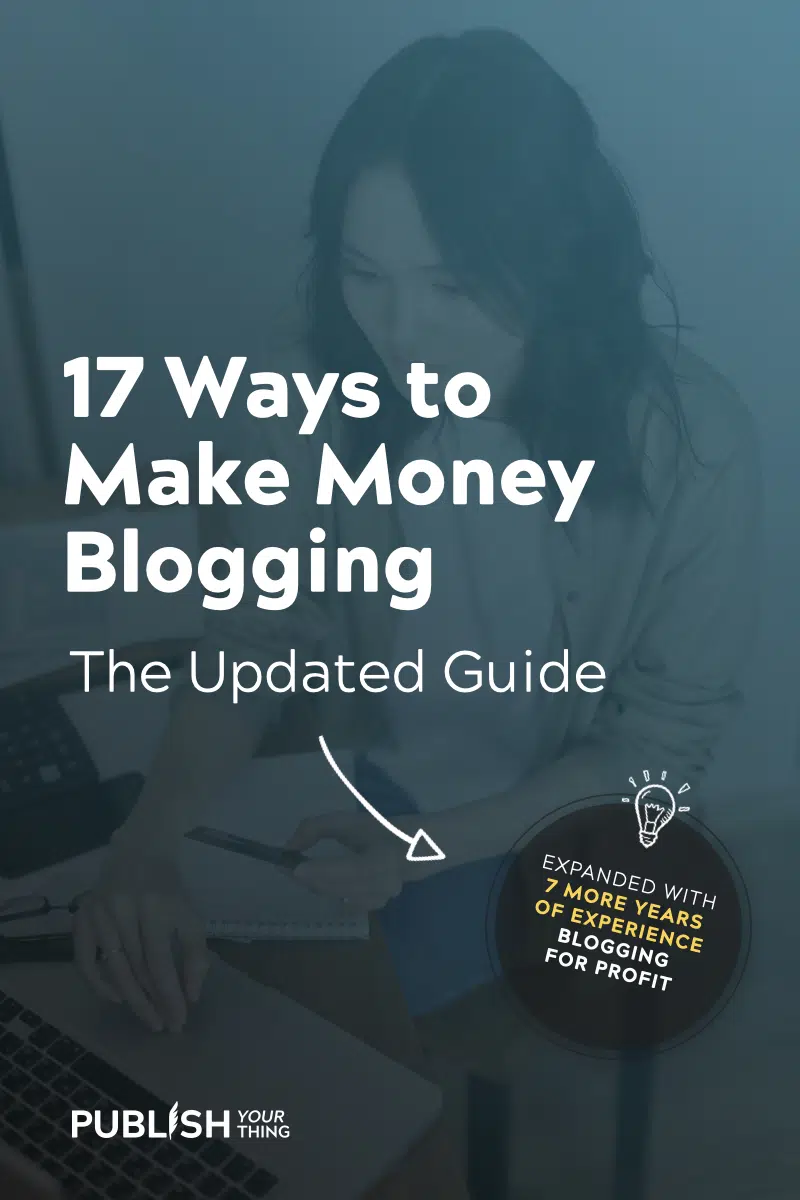 17 Ways to
Make Money
Blogging
The Updated Guide
EXPANDED WITH
7 MORE YEARS
OF EXPERIENCE
BLOGGING
FOR PROFIT
PUBLISH YOUR
THING